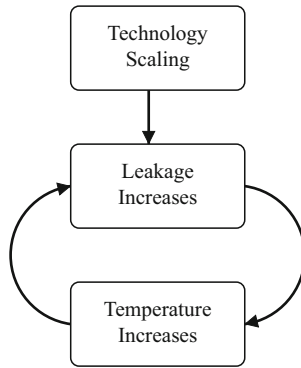 Technology
Scaling
Leakage
Increases
Temperature
Increases